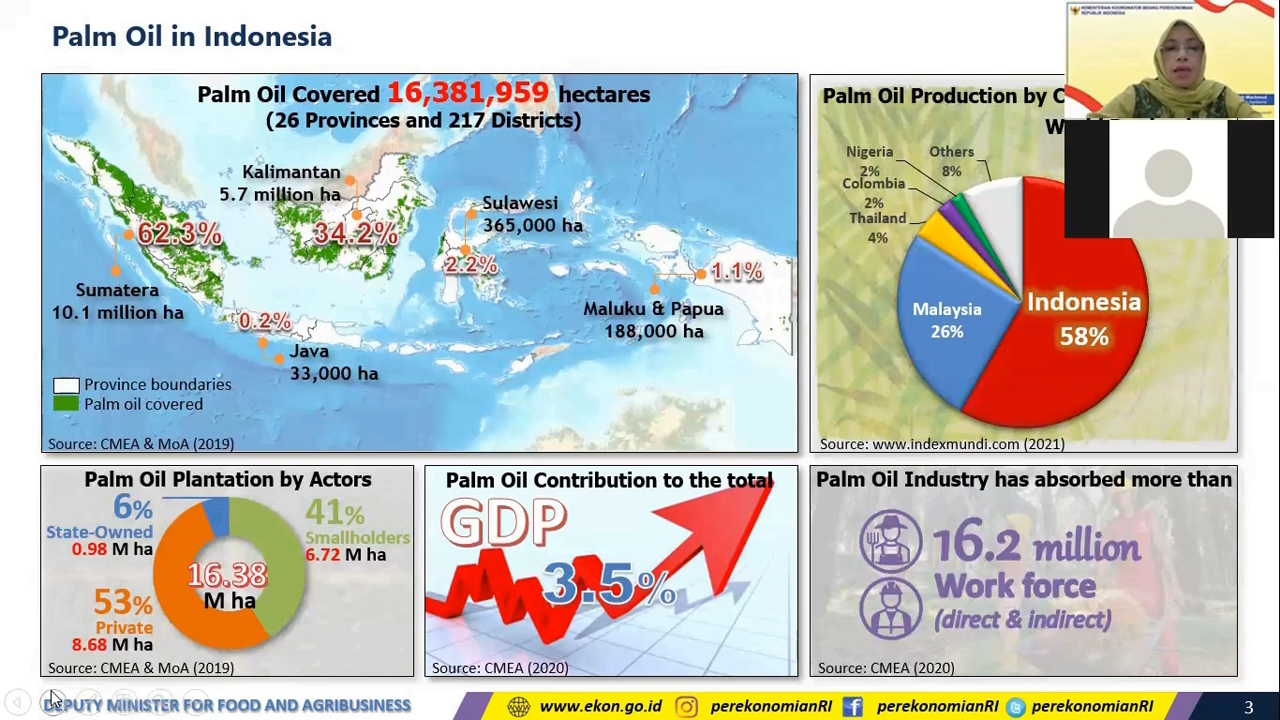 Palm Oil in Indonesia
KEMENTERIAN KOORDINATOR BIDANG PEREKONOMIAN
REPUBLIK INDONESIA
Palm Oil Covered 16,381,959 hectares
(26 Provinces and 217 Districts)
Kalimantan
5.7 million ha
34.2%
Sulawesi
365,000 ha
2.2%
62.3%
Sumatera
10.1 million ha
1.1%
Maluku & Papua
188,000 ha
0.2%
Java
33,000 ha
Province boundaries
Palm oil covered
Source: CMEA & MoA (2019)
Palm Oil Production by
Nigeria
2%
Others
8%
Colombia
2%
Thailand
4%
Malaysia
26%
Indonesia
58%
Source: www.indexmundi.com (2021)
Palm Oil Plantation by Actors
6%
State-Owned
0.98 M ha
41%
Smallholders
6.72 M ha
16.38
M ha
53%
Private
8.68 M ha
Source: CMEA & MoA (2019)
Palm Oil Contribution to the total
GDP
3.5%
Source: CMEA (2020)
Palm Oil Industry has absorbed more than
16.2 million
Work force
(direct & indirect)
Source: CMEA (2020)
DEPUTY MINISTER FOR FOOD AND AGRIBUSINESS
www.ekon.go.id perekonomianRI perekonomianRI perekonomianRI
3